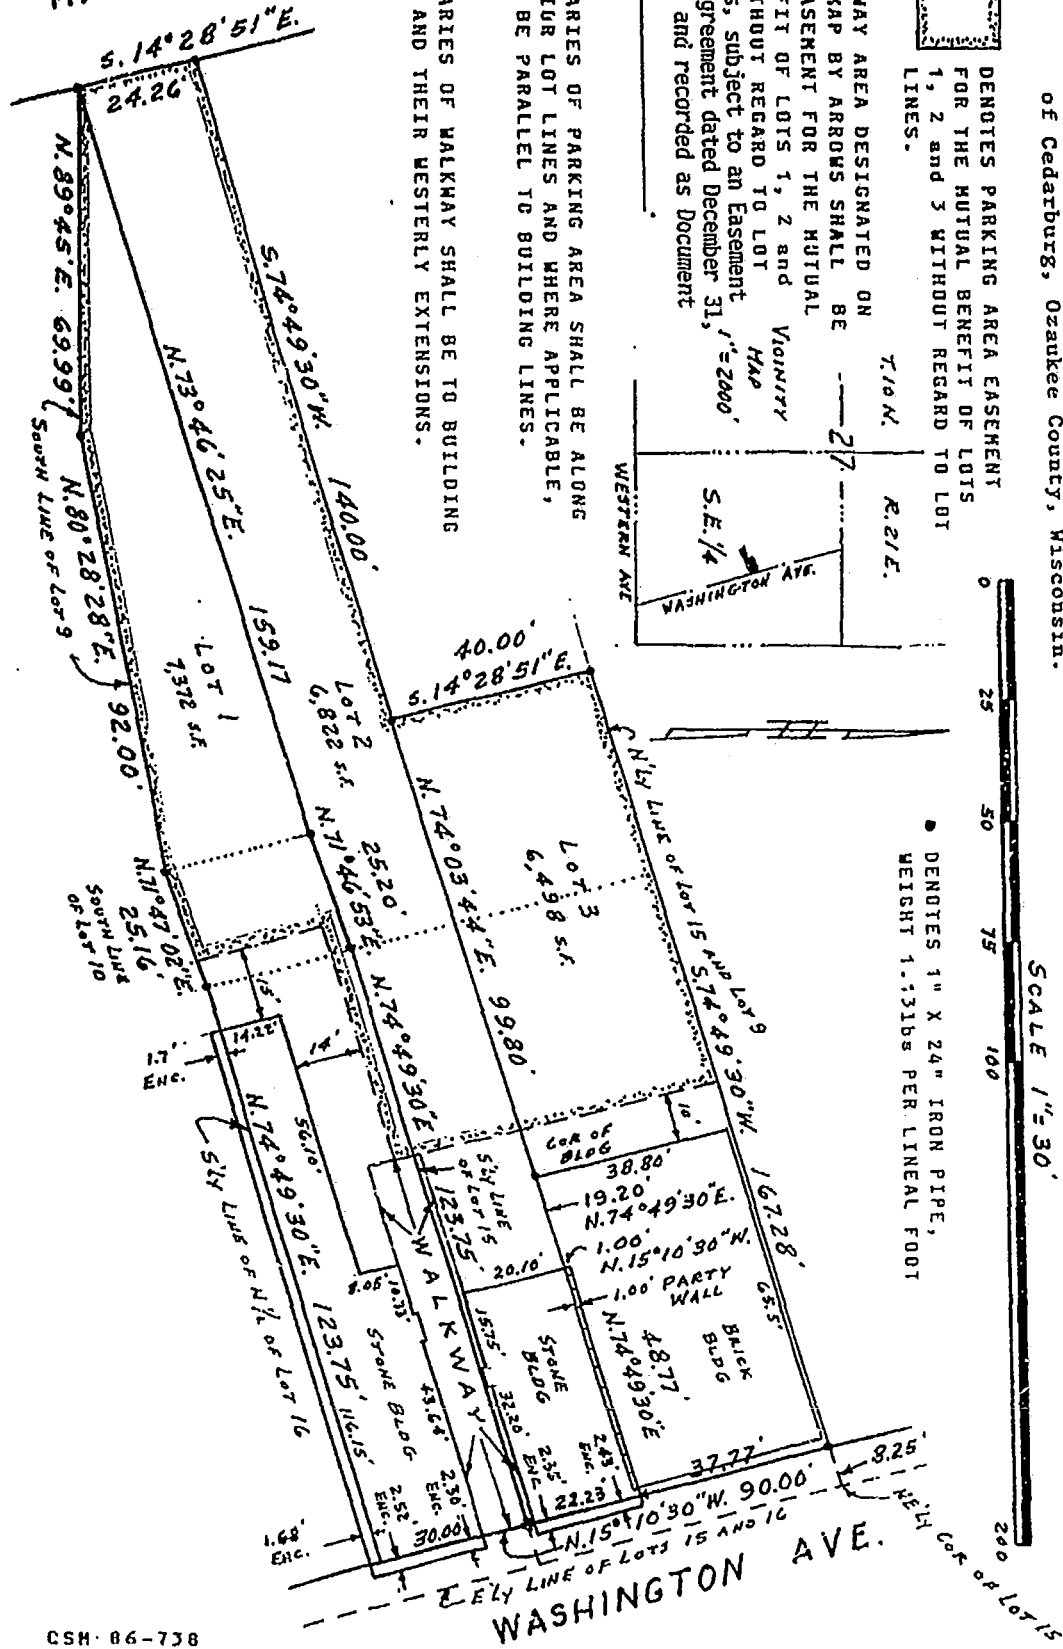 of Cedarburg, Ozaukee County, Wisconsin.
DENOTES PARKING AREA EASEMENT
FOR THE MUTUAL BENEFIT OF LOTS
1, 2 and 3 WITHOUT REGARD TO LOT
LINES.
WAY AREA DESIGNATED ON
MAP BY ARROWS SHALL BE
EASEMENT FOR THE MUTUAL
FIT OF LOTS 1, 2 and
THOUT REGARD TO LOT
S, subject to an Easement
greement dated December 31,
and recorded as Document
ARIES OF PARKING AREA SHALL BE ALONG
IOR LOT LINES AND WHERE APPLICABLE,
BE PARALLEL TO BUILDING LINES.
ARIES OF WALKWAY SHALL BE TO BUILDING
AND THEIR WESTERLY EXTENSIONS.
T.10 N.
R.21E.
27
VICINITY
MAP
1"=2000'
S.E. 1/4
WASHINGTON AVE.
WESTERN AVE
SCALE 1"=30'
0
25
50
75
100
200
• DENOTES 1" X 24" IRON PIPE,
WEIGHT 1.13lbs PER LINEAL FOOT
S. 14°28'51"E.
24.26'
N.89°45'E. 69.99'
SOUTH LINE OF LOT 9
N.80°28'28"E. 92.00'
S.74°49'30"W. 140.00'
N.73°46'25"E. 159.17
LOT 1
7,372 s.f.
LOT 2
6,822 s.f.
40.00'
S.14°28'51"E.
N'LY LINE OF LOT 15 AND LOT 9
S.74°49'30"W. 167.28'
LOT 3
6,498 s.f.
N.74°03'44"E. 99.80'
25.20'
N.71°46'53"E.
N.74°49'30"E
123.75'
N.71°47'02"E.
25.16
SOUTH LINE
OF LOT 10
15'
14.22'
14'
1.7'
ENC.
56.10'
N.74°49'30"E. 123.75'
116.15'
S'LY LINE OF N 1/2 OF LOT 16
8.05'
10.33'
STONE BLDG
43.64'
WALKWAY
S'LY LINE
OF LOT 15
10'
COR OF
BLDG
38.80'
19.20'
N.74°49'30"E.
1.00'
N.15°10'30"W.
1.00' PARTY
WALL
20.10'
15.75'
32.20'
STONE
BLDG
48.77'
N.74°49'30"E
BRICK
BLDG
65.5'
2.43'
ENC.
2.35'
ENC
2.30'
ENC.
2.52'
ENC.
1.68'
ENC.
37.77'
22.23'
30.00'
8.25'
N.15°10'30"W. 90.00'
E'LY LINE OF LOTS 15 AND 16
N'ELY COR OF LOT 15
WASHINGTON AVE.
CSM·86-738